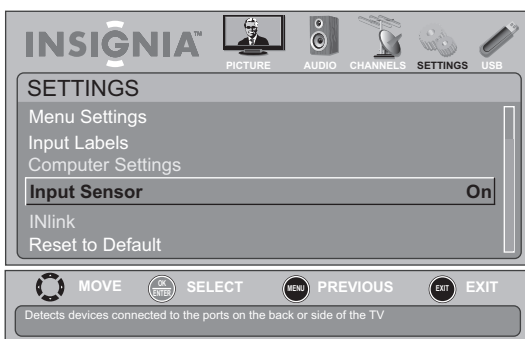 INSIGNIA™
PICTURE AUDIO CHANNELS SETTINGS USB
SETTINGS
Menu Settings
Input Labels
Computer Settings
Input Sensor On
INlink
Reset to Default
MOVE OK ENTER SELECT MENU PREVIOUS EXIT EXIT
Detects devices connected to the ports on the back or side of the TV